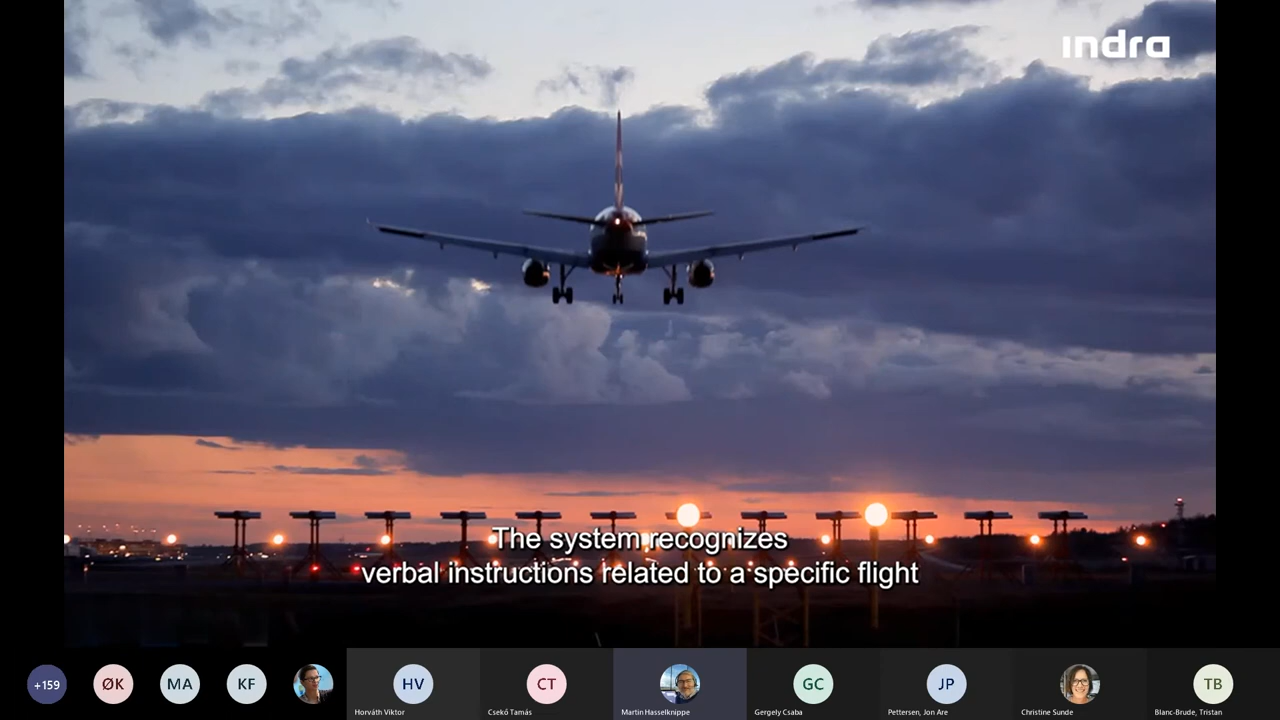 indra
The system recognizes
verbal instructions related to a specific flight
+159
ØK
MA
KF
HV
CT
GC
JP
TB
Horváth Viktor
Csekő Tamás
Martin Hasselknippe
Gergely Csaba
Pettersen, Jon Are
Christine Sunde
Blanc-Brude, Tristan